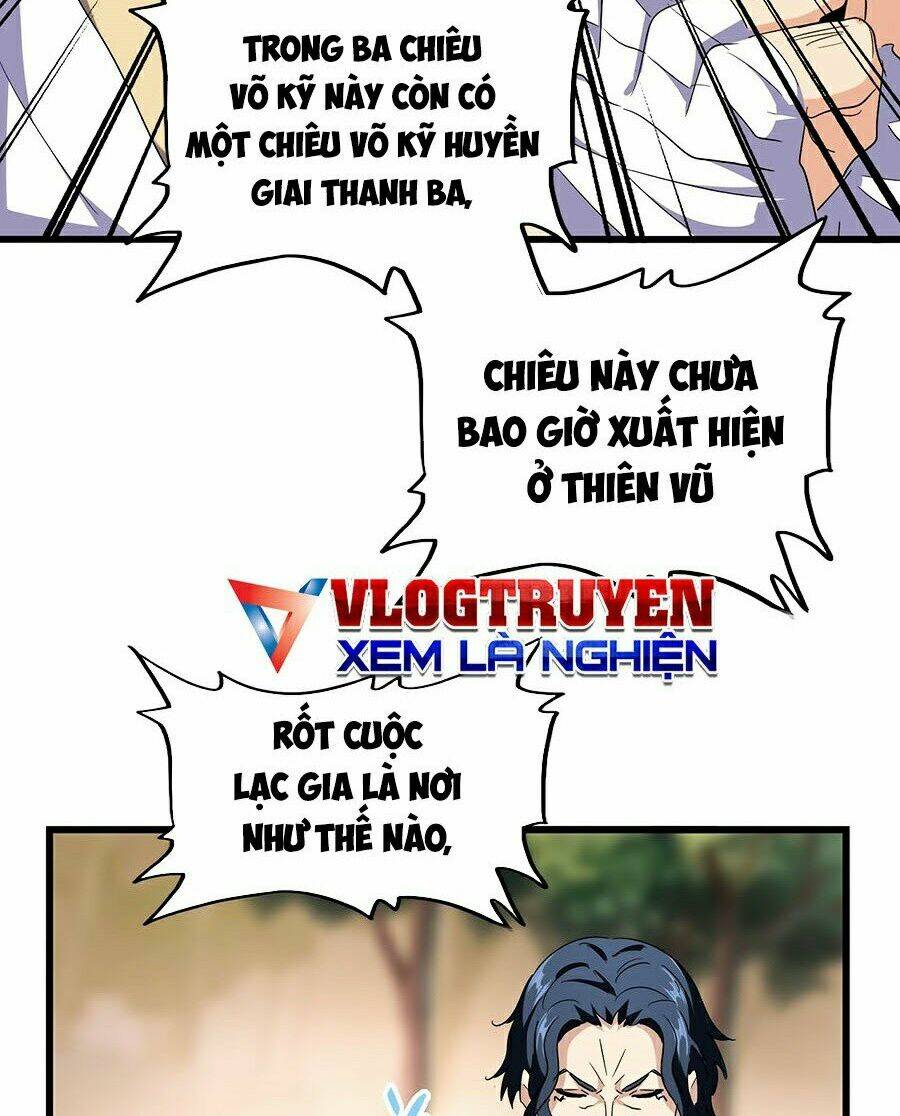 TRONG BA CHIÊU
VÕ KỸ NÀY CÒN CÓ
MỘT CHIÊU VÕ KỸ HUYỀN
GIAI THANH BA,
CHIÊU NÀY CHƯA
BAO GIỜ XUẤT HIỆN
Ở THIÊN VŨ
VLOGTRUYEN
XEM LÀ NGHIỆN
RỐT CUỘC
LẠC GIA LÀ NƠI
NHƯ THẾ NÀO,